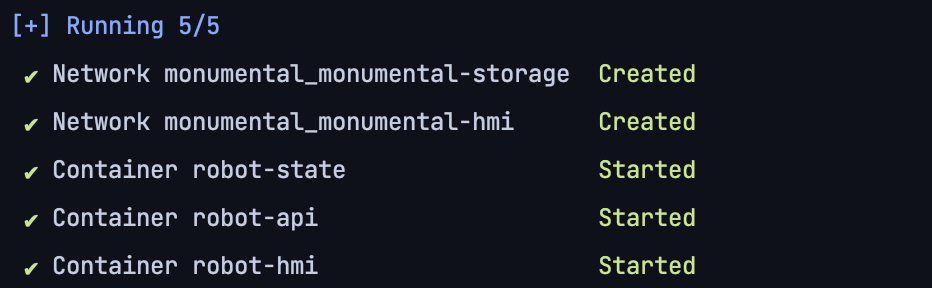 [+] Running 5/5
✔ Network monumental_monumental-storage  Created
✔ Network monumental_monumental-hmi      Created
✔ Container robot-state                  Started
✔ Container robot-api                    Started
✔ Container robot-hmi                    Started